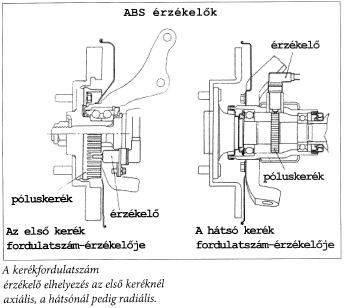 ABS érzékelők
érzékelő
póluskerék
érzékelő
póluskerék
Az első kerék
fordulatszám-érzékelője
A hátsó kerék
fordulatszám-érzékelője
A kerékfordulatszám
érzékelő elhelyezés az első keréknél
axiális, a hátsónál pedig radiális.